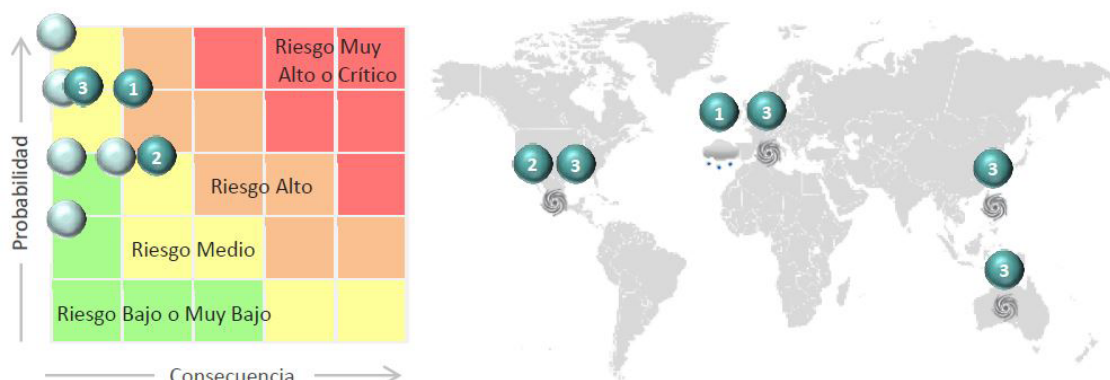 Probabilidad
Riesgo Muy
Alto o Crítico
3
1
2
Riesgo Alto
Riesgo Medio
Riesgo Bajo o Muy Bajo
Consecuencia
1
3
2
3
3
3